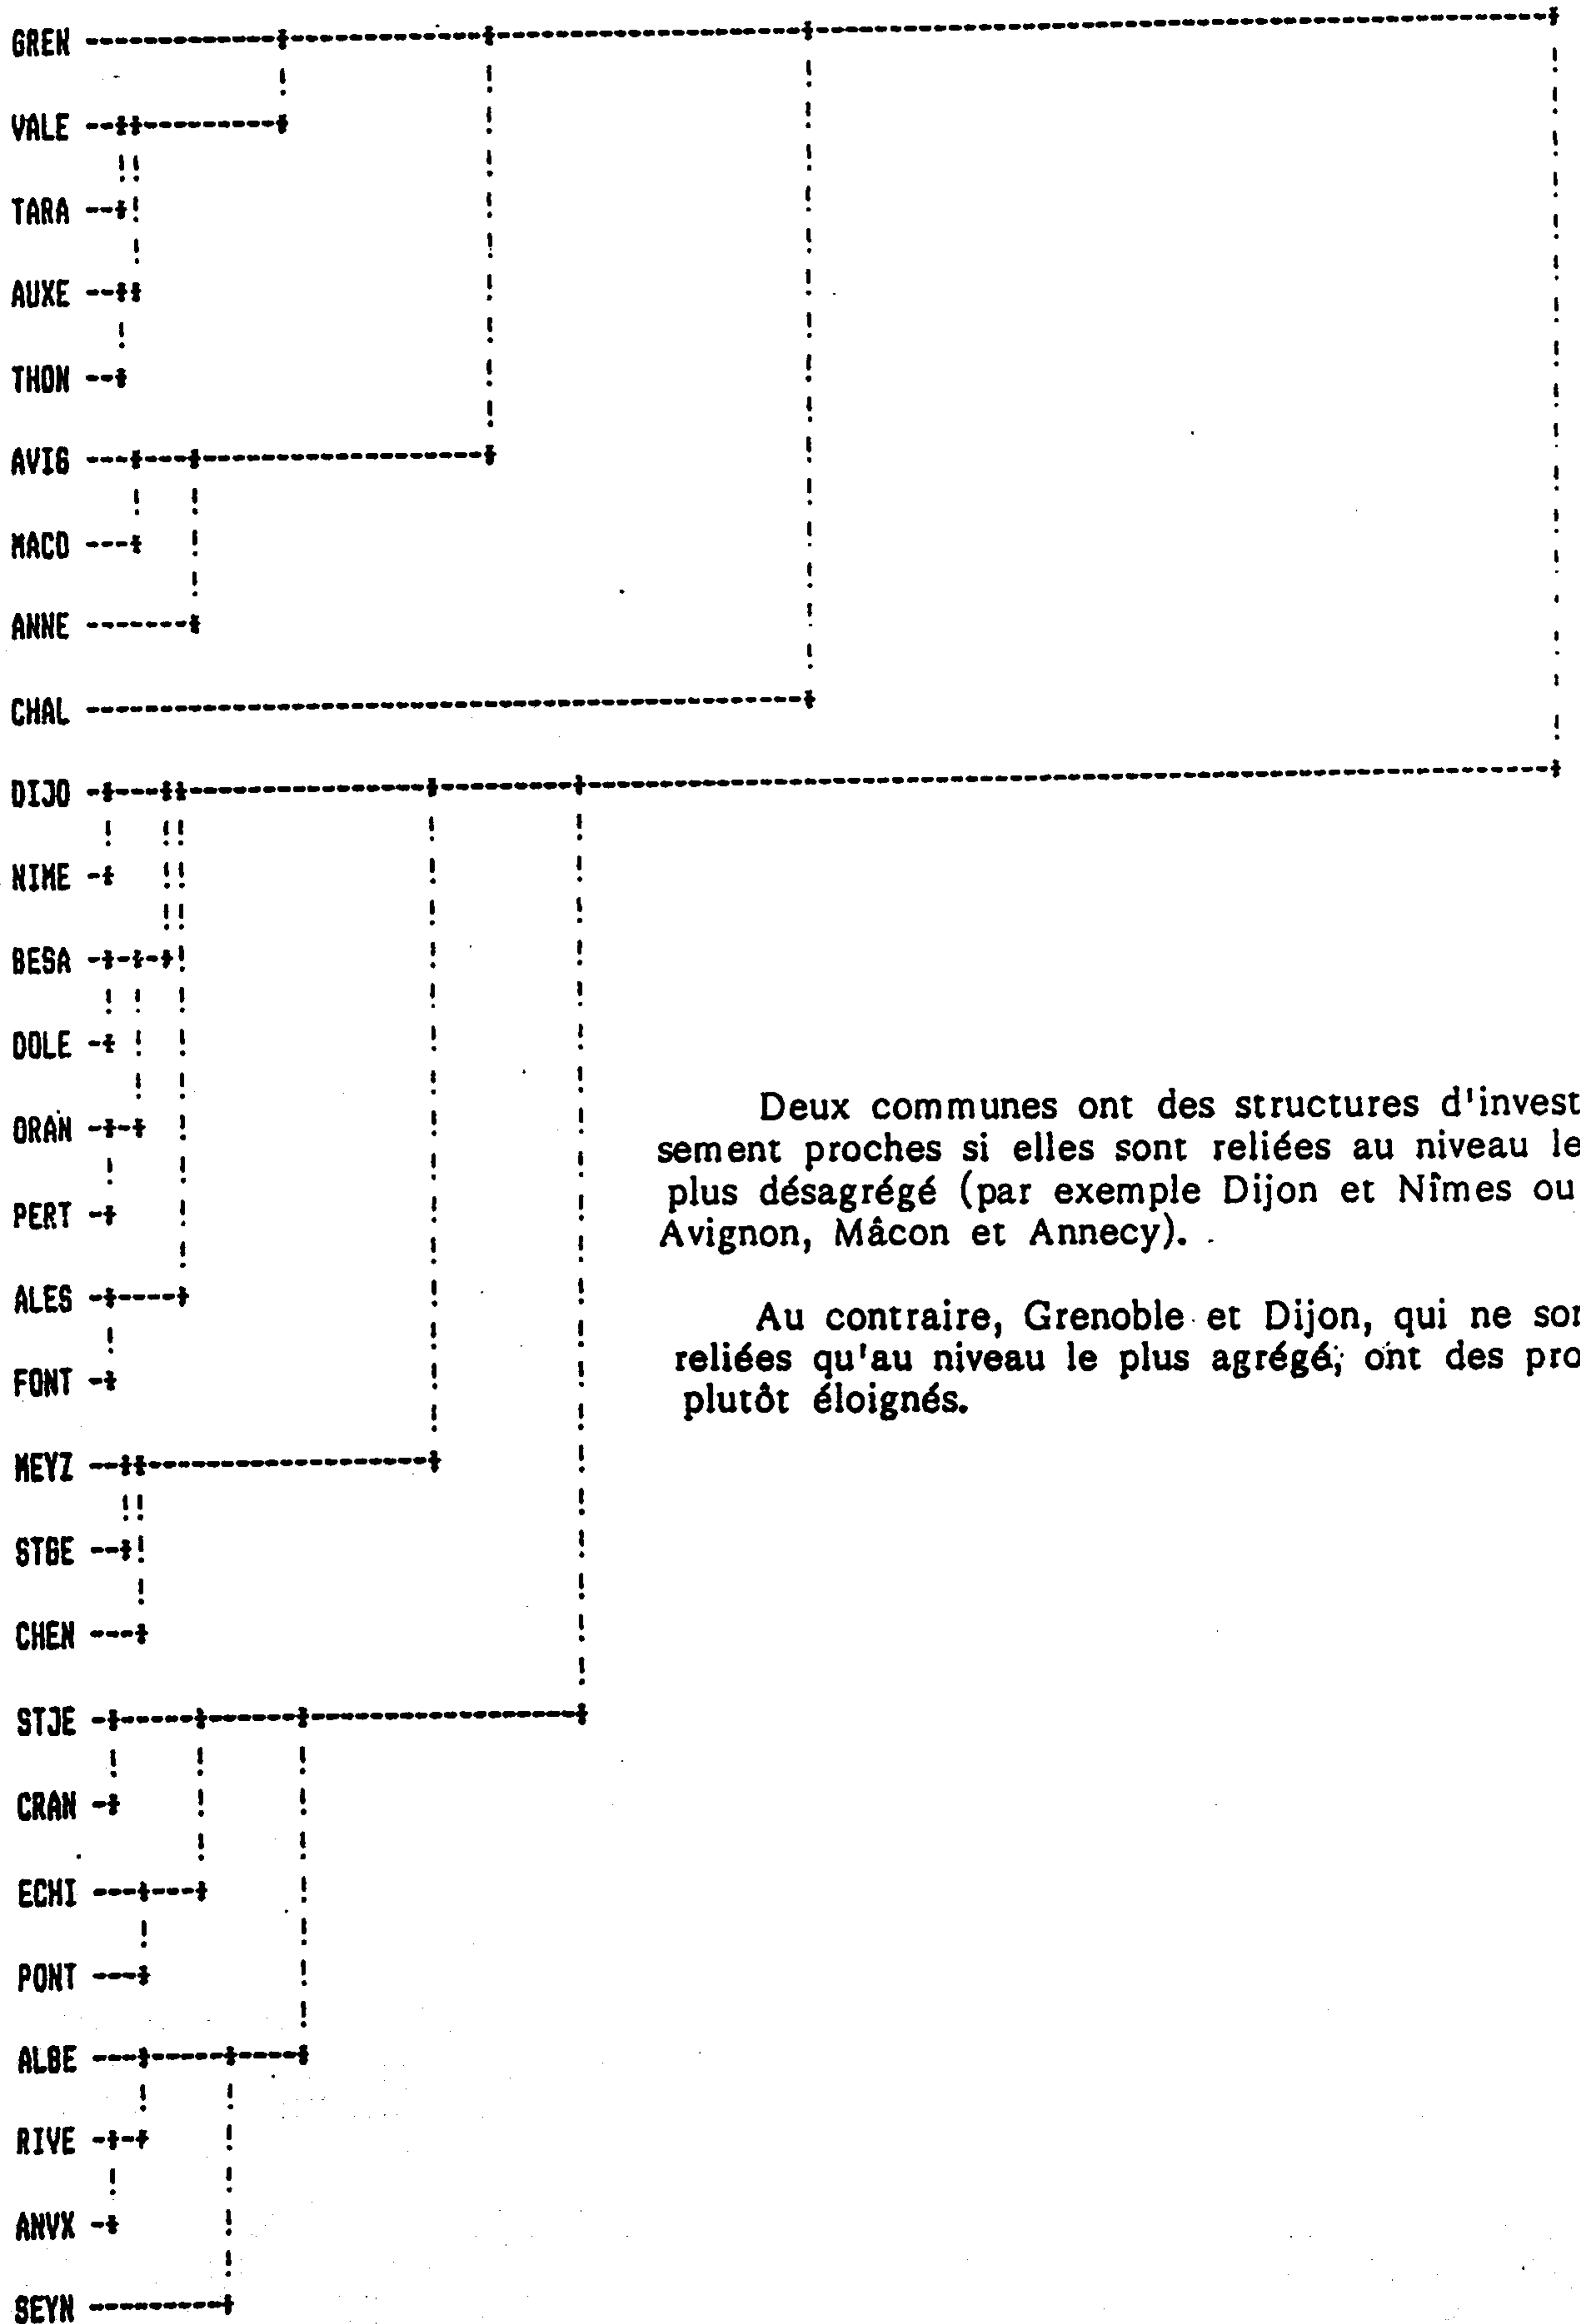 GREN
VALE
TARA
AUXE
THON
AVIG
MACO
ANNE
CHAL
DIJO
NIME
BESA
DOLE
ORAN
PERT
ALES
FONT
MEYZ
STGE
CHEN
STJE
CRAN
ECHI
PONT
ALBE
RIVE
ANVX
SEYN
Deux communes ont des structures d'invest
sement proches si elles sont reliées au niveau le
plus désagrégé (par exemple Dijon et Nîmes ou
Avignon, Mâcon et Annecy).
Au contraire, Grenoble et Dijon, qui ne sor
reliées qu'au niveau le plus agrégé, ont des pro
plutôt éloignés.